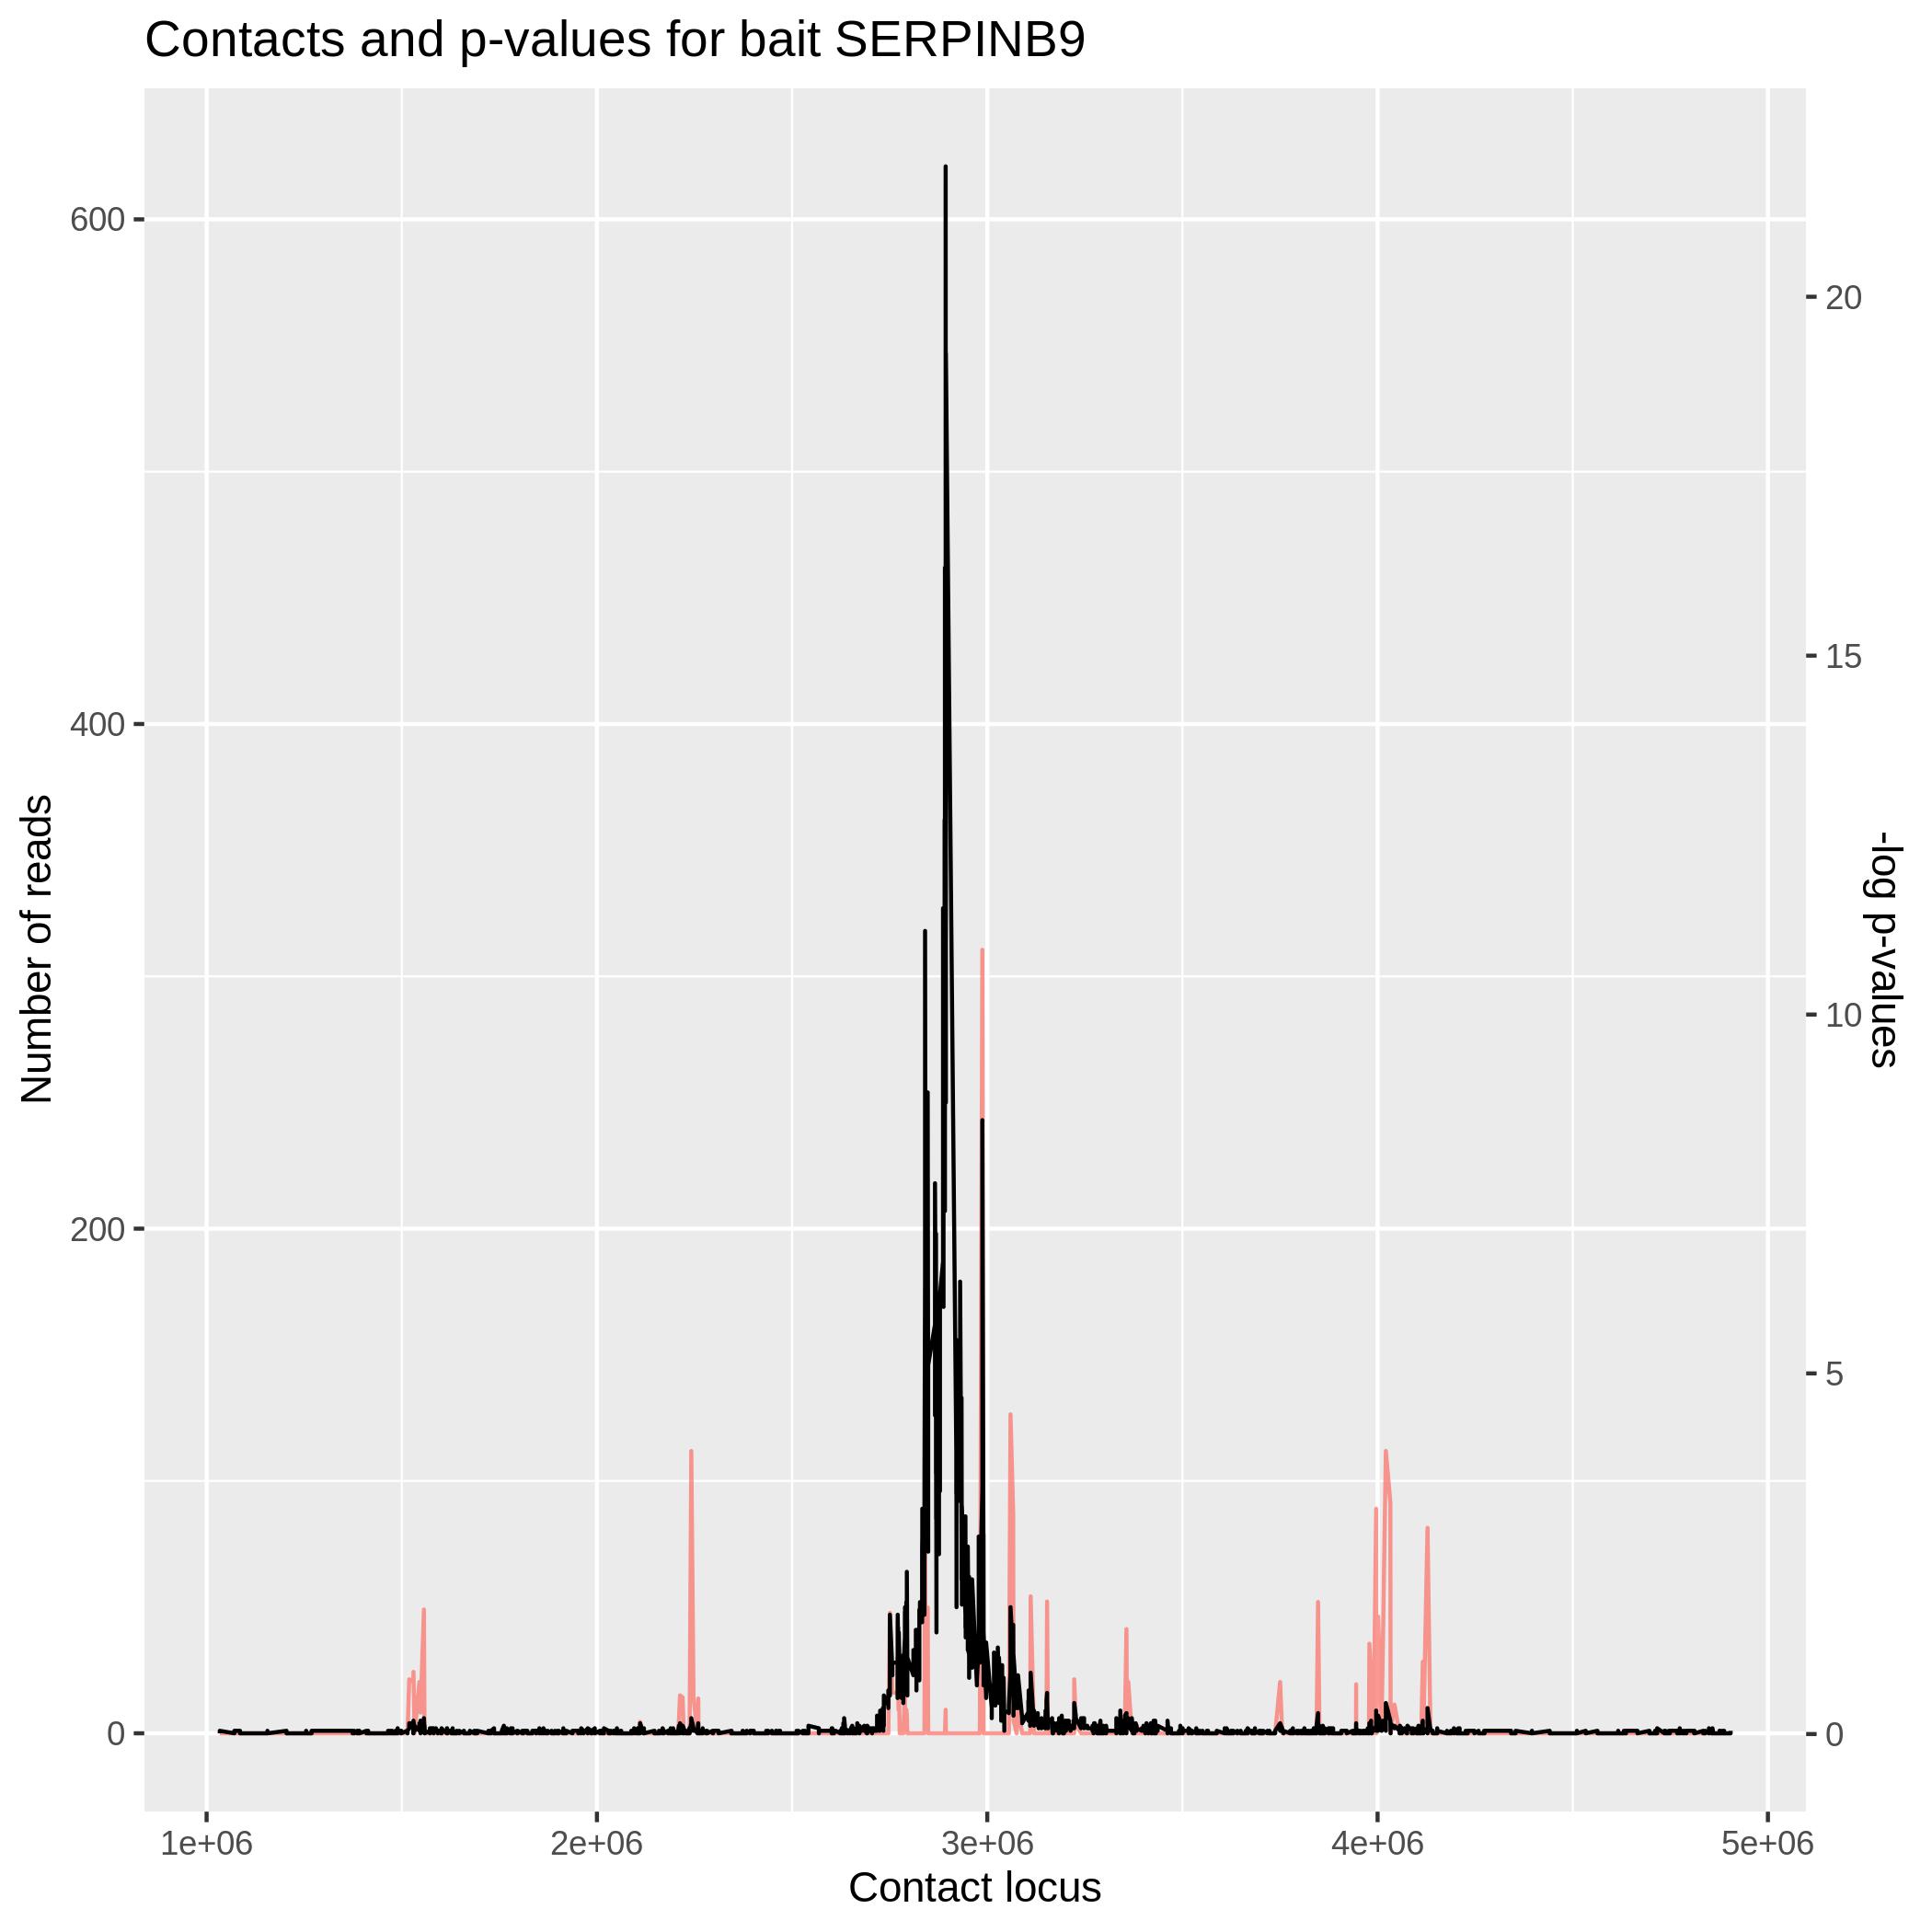 Contacts and p-values for bait SERPINB9
600
400
200
0
Number of reads
20
15
10
5
0
-log p-values
1e+06
2e+06
3e+06
4e+06
5e+06
Contact locus